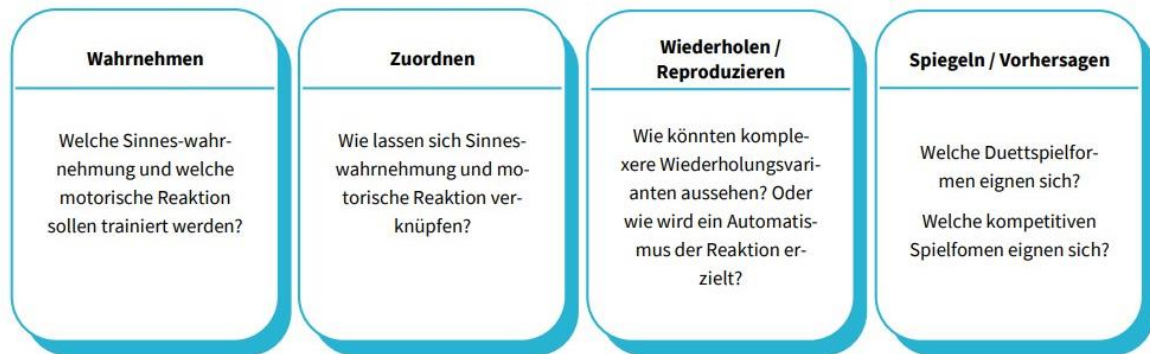 Wahrnehmen
Welche Sinnes-wahr-
nehmung und welche
motorische Reaktion
sollen trainiert werden?
Zuordnen
Wie lassen sich Sinnes-
wahrnehmung und mo-
torische Reaktion ver-
knüpfen?
Wiederholen /
Reproduzieren
Wie könnten komple-
xere Wiederholungsvari-
anten aussehen? Oder
wie wird ein Automatis-
mus der Reaktion er-
zielt?
Spiegeln / Vorhersagen
Welche Duettspielfor-
men eignen sich?
Welche kompetitiven
Spielfomen eignen sich?